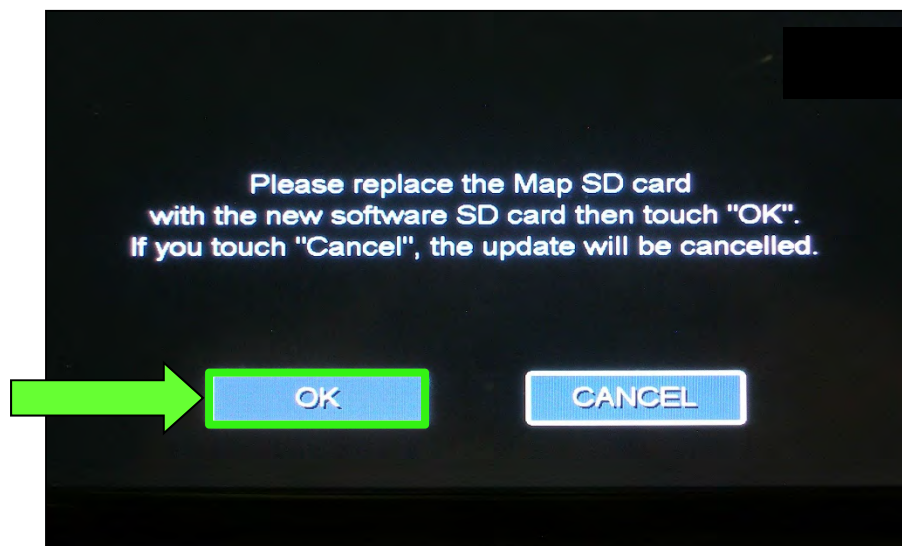 Please replace the Map SD card
with the new software SD card then touch "OK".
If you touch "Cancel", the update will be cancelled.
OK
CANCEL